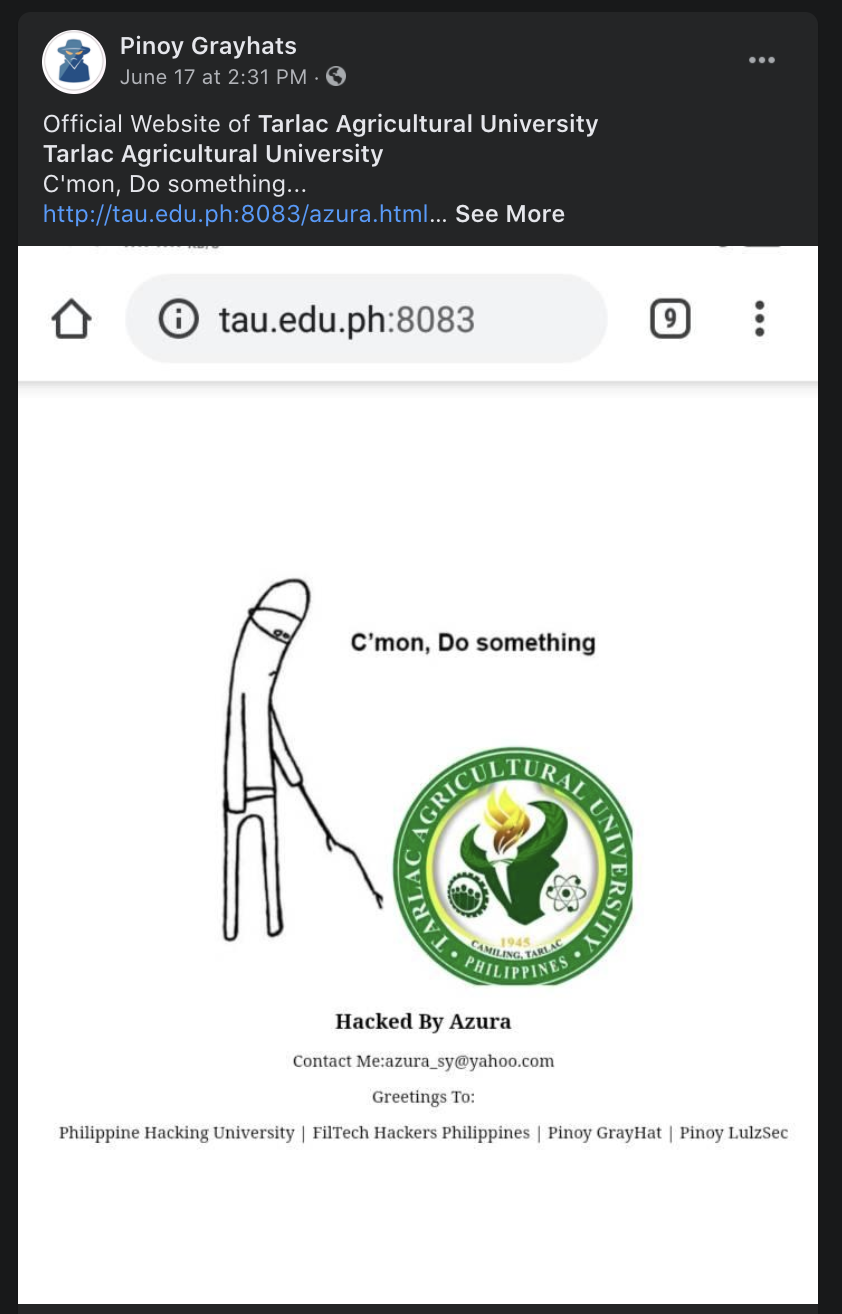 Pinoy Grayhats
June 17 at 2:31 PM ·
Official Website of Tarlac Agricultural University
Tarlac Agricultural University
C'mon, Do something...
http://tau.edu.ph:8083/azura.html... See More
tau.edu.ph:8083
9
C'mon, Do something
TARLAC AGRICULTURAL UNIVERSITY
1945
CAMILING, TARLAC
• PHILIPPINES •
Hacked By Azura
Contact Me:azura_sy@yahoo.com
Greetings To:
Philippine Hacking University | FilTech Hackers Philippines | Pinoy GrayHat | Pinoy LulzSec